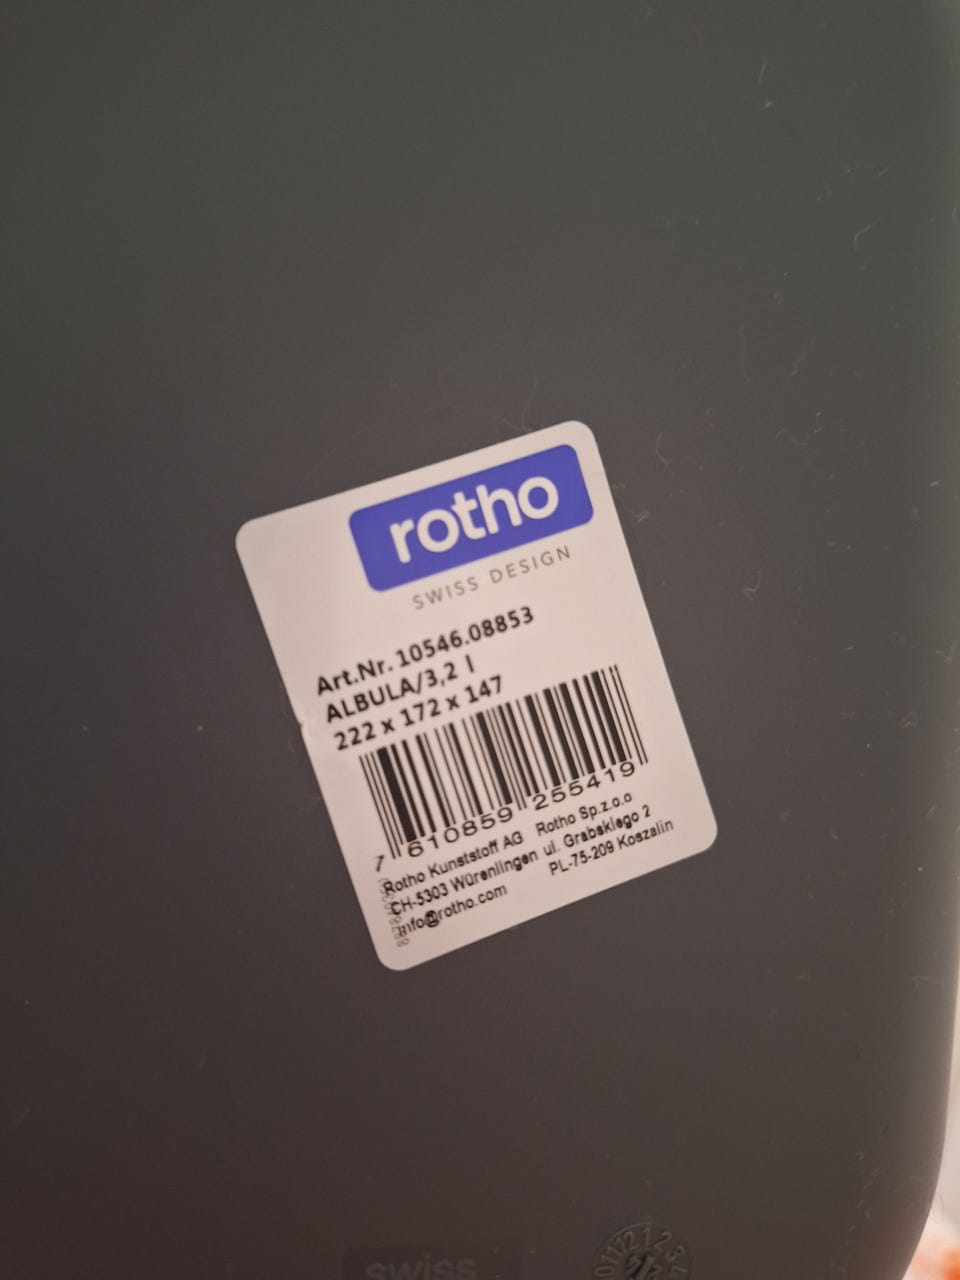 rotho
SWISS DESIGN
Art.Nr. 10546.08853
ALBULA/3,2 l
222 x 172 x 147
7 610859 255419
Rotho Kunststoff AG Rotho Sp.z.o.o
CH-5303 Würenlingen ul. Grabskiego 2
info@rotho.com PL-75-209 Koszalin
swiss